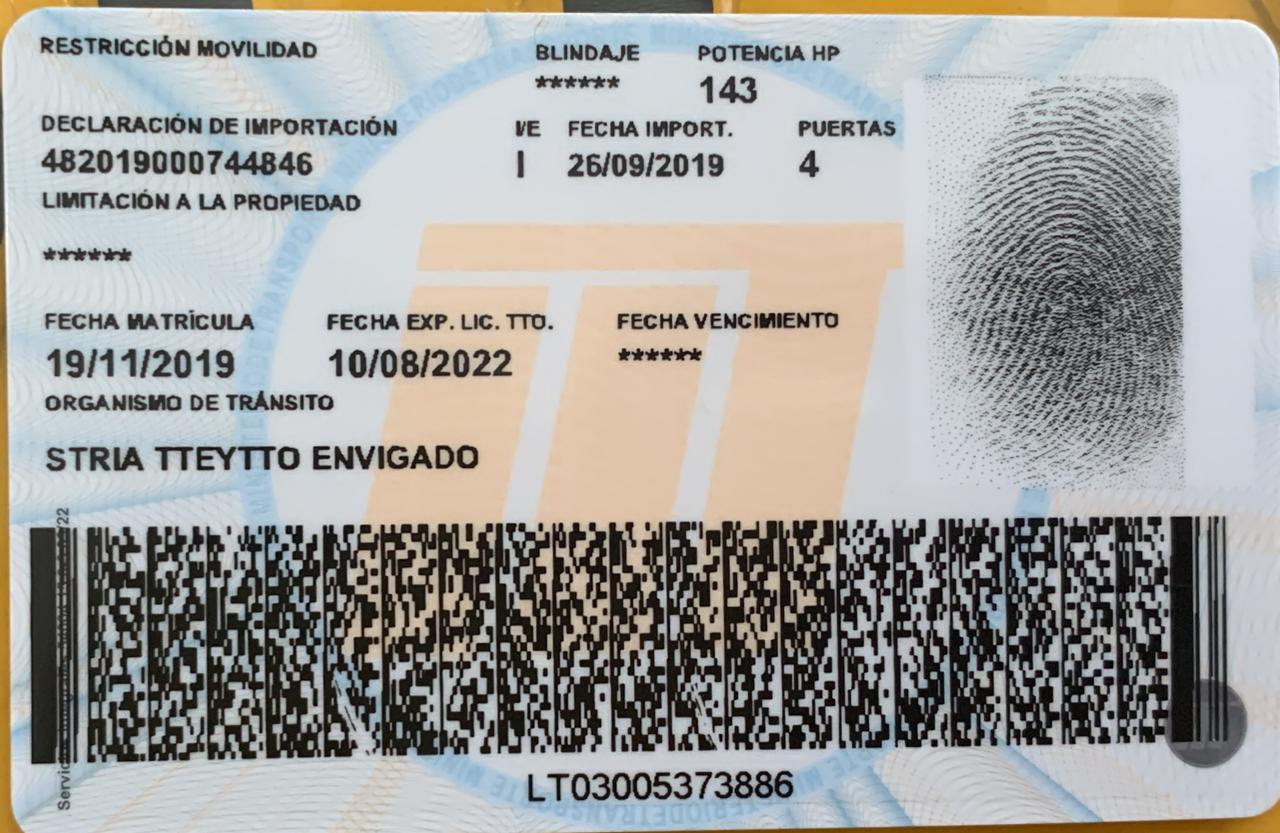 RESTRICCIÓN MOVILIDAD BLINDAJE POTENCIA HP
****** 143
DECLARACIÓN DE IMPORTACIÓN I/E FECHA IMPORT. PUERTAS
482019000744846 I 26/09/2019 4
LIMITACIÓN A LA PROPIEDAD
******
FECHA MATRÍCULA FECHA EXP. LIC. TTO. FECHA VENCIMIENTO
19/11/2019 10/08/2022 ******
ORGANISMO DE TRÁNSITO
STRIA TTEYTTO ENVIGADO
LT03005373886